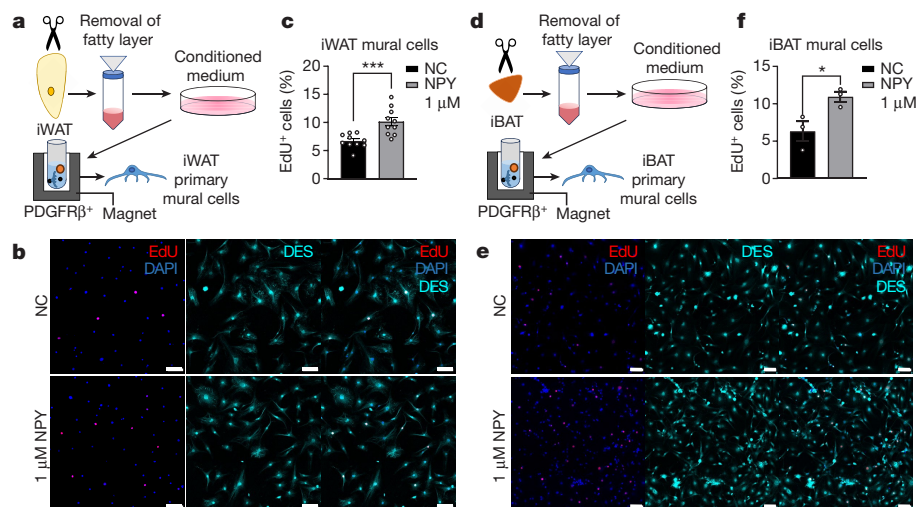 a
Removal of
fatty layer
Conditioned
medium
iWAT
iWAT
primary
mural cells
PDGFRβ⁺
Magnet
c
iWAT mural cells
EdU⁺ cells (%)
20
15
10
5
0
***
NC
NPY
1 μM
d
Removal of
fatty layer
Conditioned
medium
iBAT
iBAT
primary
mural cells
PDGFRβ⁺
Magnet
f
iBAT mural cells
EdU⁺ cells (%)
15
10
5
0
*
NC
NPY
1 μM
b
NC
EdU
DAPI
DES
EdU
DAPI
DES
1 μM NPY
e
NC
EdU
DAPI
DES
EdU
DAPI
DES
1 μM NPY